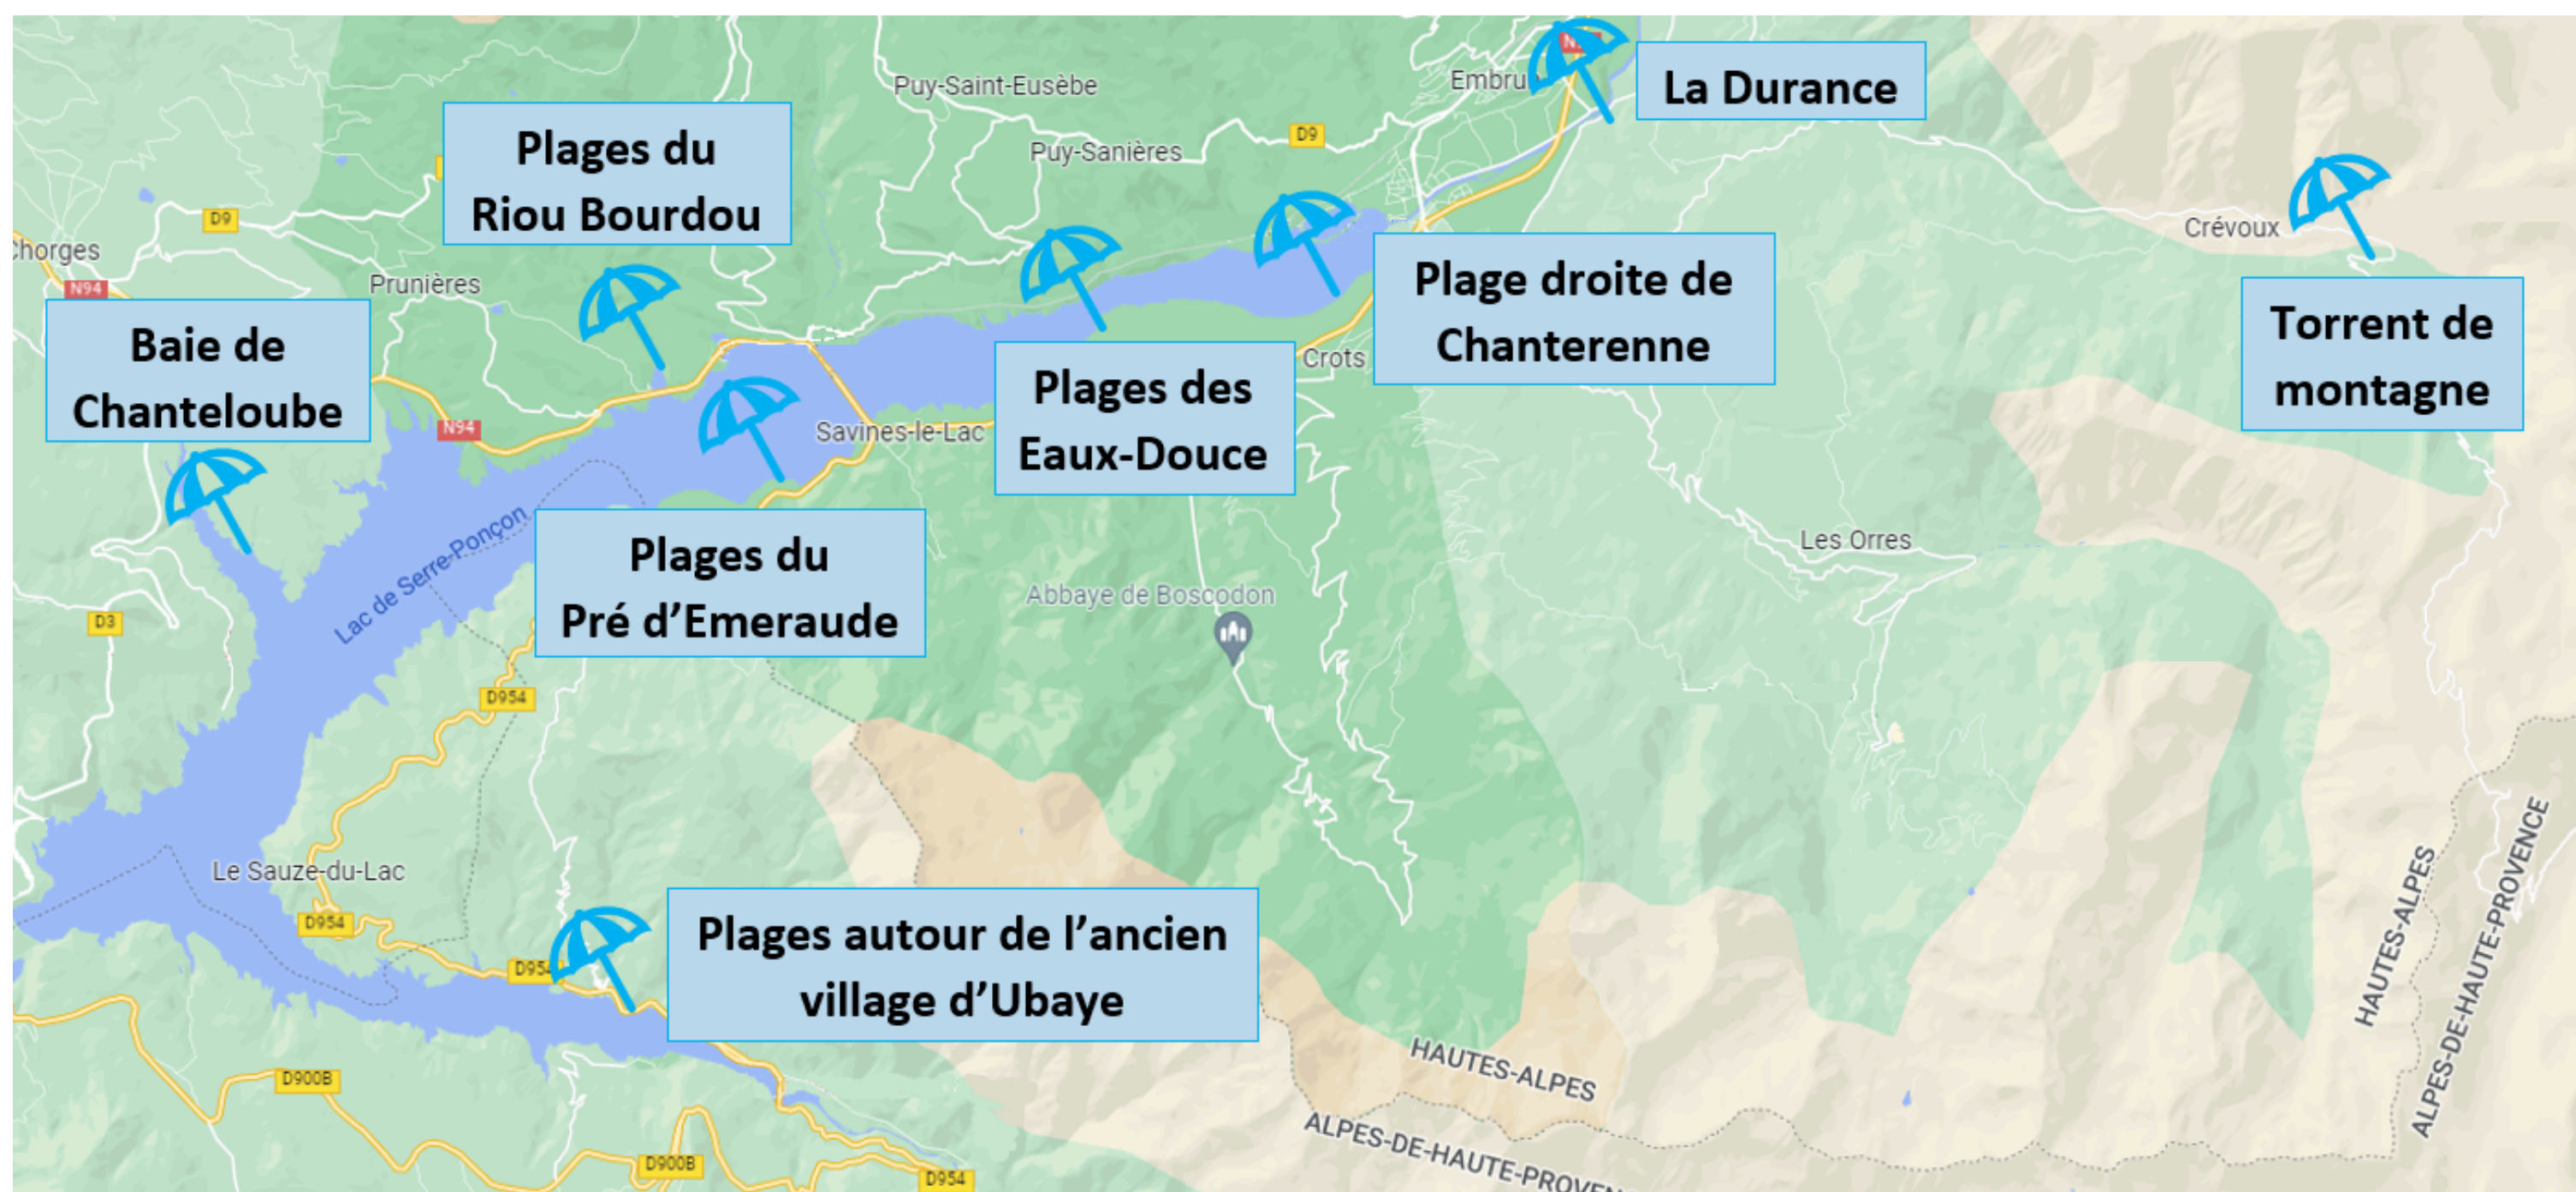 La Durance
Puy-Saint-Eusèbe
Embrun
D9
Puy-Sanières
Plages du
Riou Bourdou
D9
Chorges
N94
Prunières
Crévoux
Plage droite de
Chanterenne
Torrent de
montagne
Baie de
Chanteloube
Crots
Plages des
Eaux-Douce
N94
Savines-le-Lac
Lac de Serre-Ponçon
Plages du
Pré d’Emeraude
Les Orres
Abbaye de Boscodon
D3
D954
Le Sauze-du-Lac
D954
D954
Plages autour de l’ancien
village d’Ubaye
HAUTES-ALPES
ALPES-DE-HAUTE-PROVENCE
HAUTES-ALPES
ALPES-DE-HAUTE-PROVEN
D900B
D900B
D954